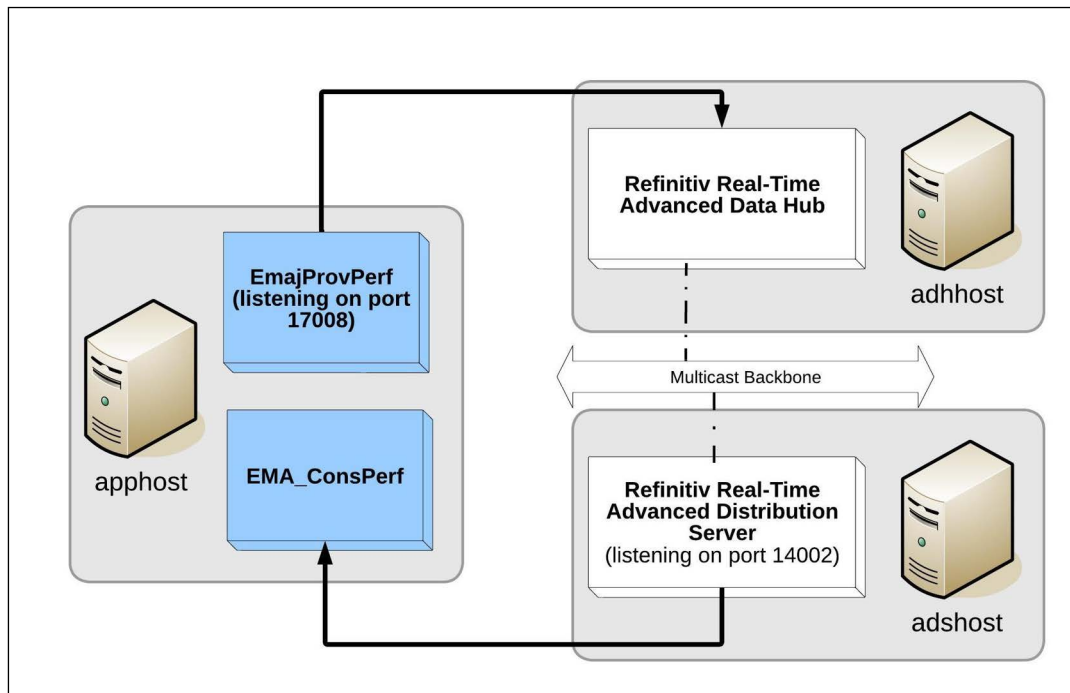 Refinitiv Real-Time
Advanced Data Hub
adhhost
EmajProvPerf
(listening on port
17008)
apphost
EMA_ConsPerf
Multicast Backbone
Refinitiv Real-Time
Advanced Distribution
Server
(listening on port 14002)
adshost